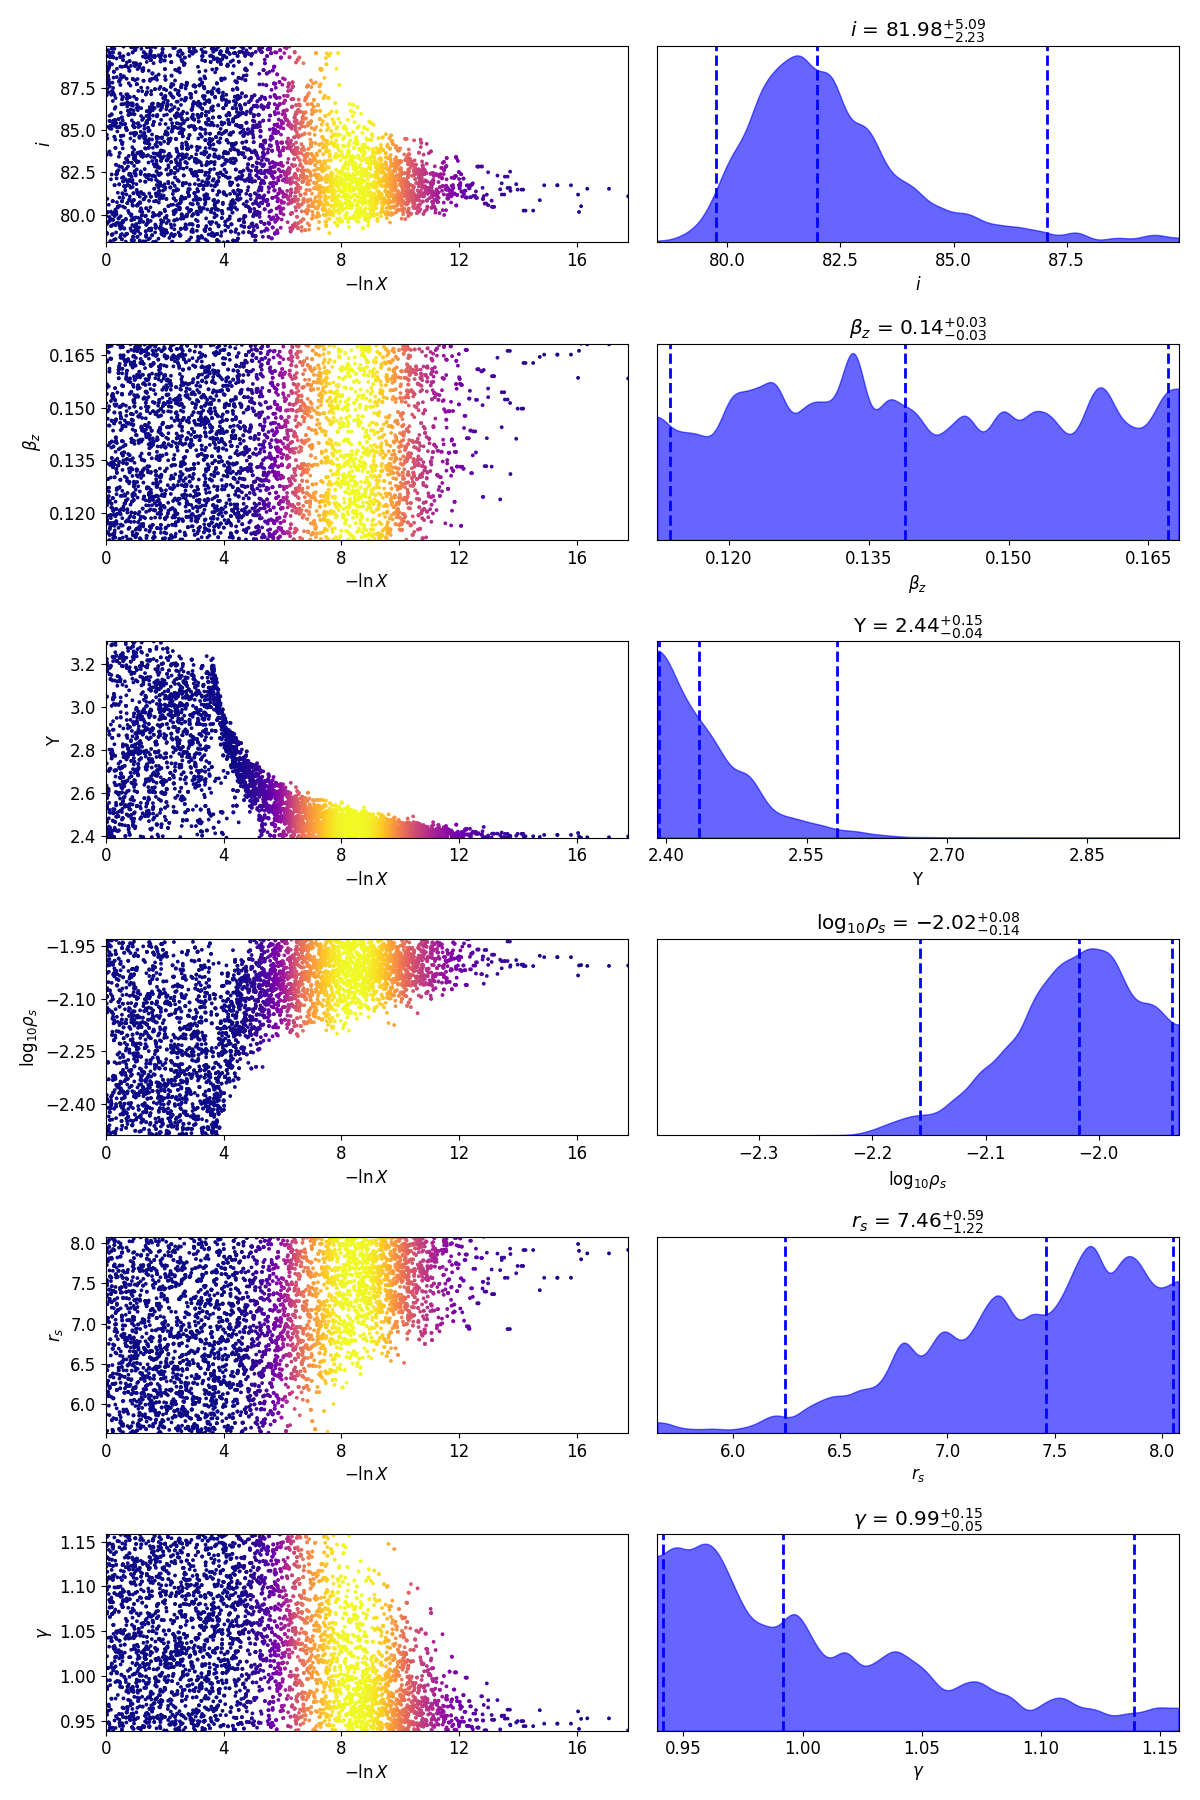 i = 81.98+5.09−2.23
87.5
85.0
82.5
80.0
i
0 4 8 12 16
−ln X
80.0 82.5 85.0 87.5
i
βz = 0.14+0.03−0.03
0.165
0.150
0.135
0.120
βz
0 4 8 12 16
−ln X
0.120 0.135 0.150 0.165
βz
Y = 2.44+0.15−0.04
3.2
3.0
2.8
2.6
2.4
Y
0 4 8 12 16
−ln X
2.40 2.55 2.70 2.85
Y
log10ρs = −2.02+0.08−0.14
−1.95
−2.10
−2.25
−2.40
log10ρs
0 4 8 12 16
−ln X
−2.3 −2.2 −2.1 −2.0
log10ρs
rs = 7.46+0.59−1.22
8.0
7.5
7.0
6.5
6.0
rs
0 4 8 12 16
−ln X
6.0 6.5 7.0 7.5 8.0
rs
γ = 0.99+0.15−0.05
1.15
1.10
1.05
1.00
0.95
γ
0 4 8 12 16
−ln X
0.95 1.00 1.05 1.10 1.15
γ